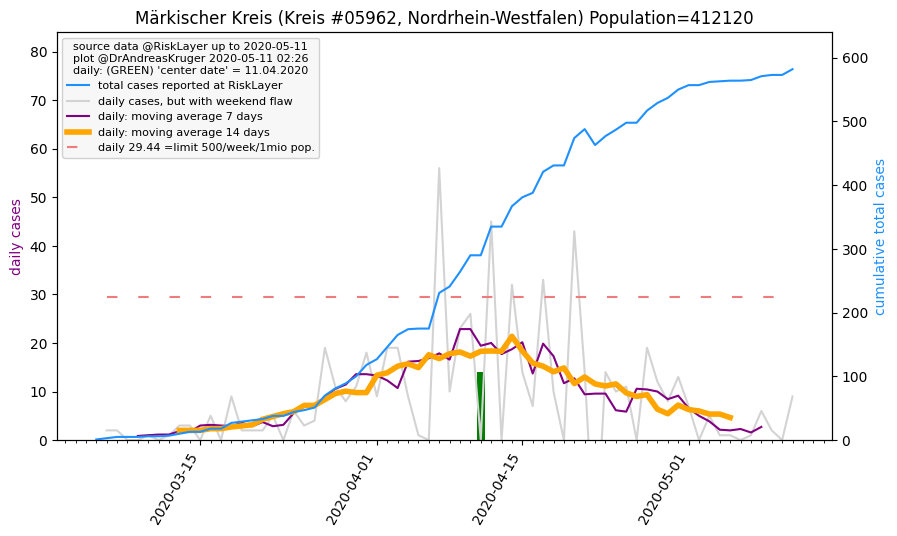 Märkischer Kreis (Kreis #05962, Nordrhein-Westfalen) Population=412120
source data @RiskLayer up to 2020-05-11
plot @DrAndreasKruger 2020-05-11 02:26
daily: (GREEN) 'center date' = 11.04.2020
total cases reported at RiskLayer
daily cases, but with weekend flaw
daily: moving average 7 days
daily: moving average 14 days
daily 29.44 =limit 500/week/1mio pop.
daily cases
80
70
60
50
40
30
20
10
0
cumulative total cases
600
500
400
300
200
100
0
2020-03-15
2020-04-01
2020-04-15
2020-05-01